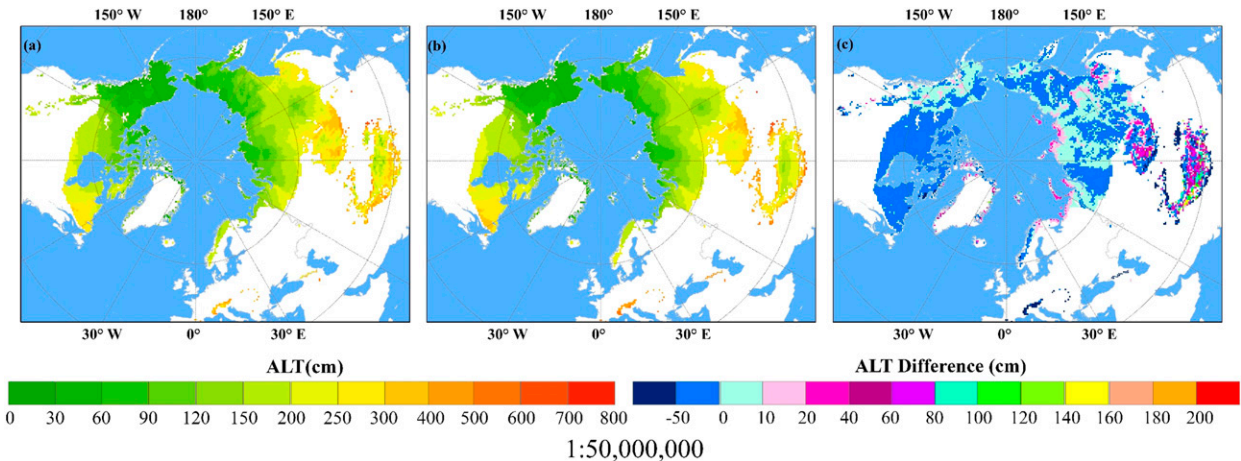 150° W 180° 150° E 150° W 180° 150° E 150° W 180° 150° E
(a) (b) (c)
30° W 0° 30° E 30° W 0° 30° E 30° W 0° 30° E
ALT(cm) ALT Difference (cm)
0 30 60 90 120 150 200 250 300 400 500 600 700 800 -50 0 10 20 40 60 80 100 120 140 160 180 200
1:50,000,000